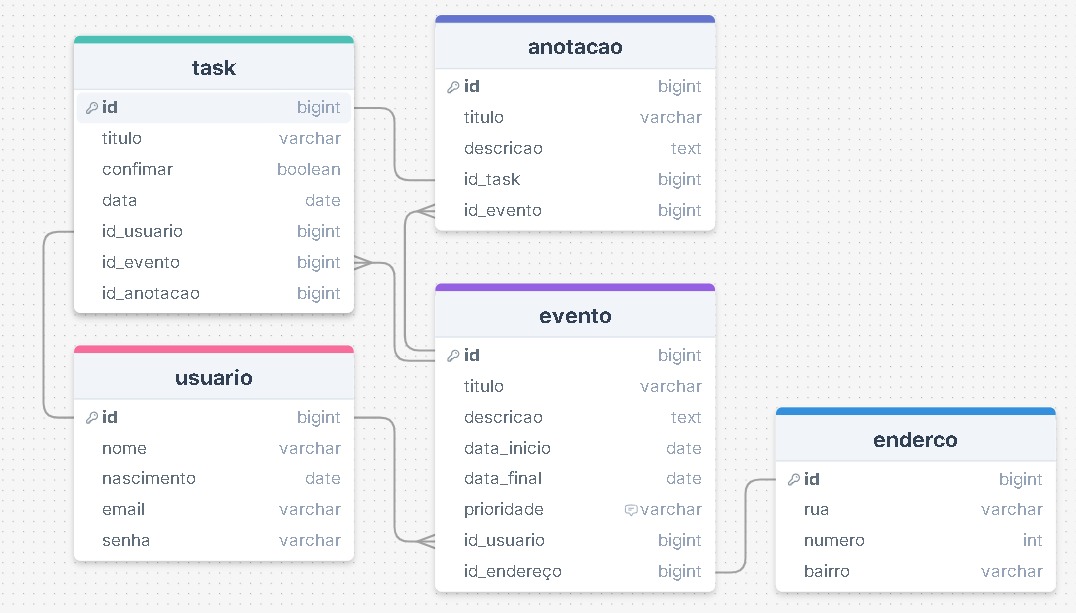 task
id bigint
titulo varchar
confimar boolean
data date
id_usuario bigint
id_evento bigint
id_anotacao bigint
anotacao
id bigint
titulo varchar
descricao text
id_task bigint
id_evento bigint
usuario
id bigint
nome varchar
nascimento date
email varchar
senha varchar
evento
id bigint
titulo varchar
descricao text
data_inicio date
data_final date
prioridade varchar
id_usuario bigint
id_endereço bigint
enderco
id bigint
rua varchar
numero int
bairro varchar